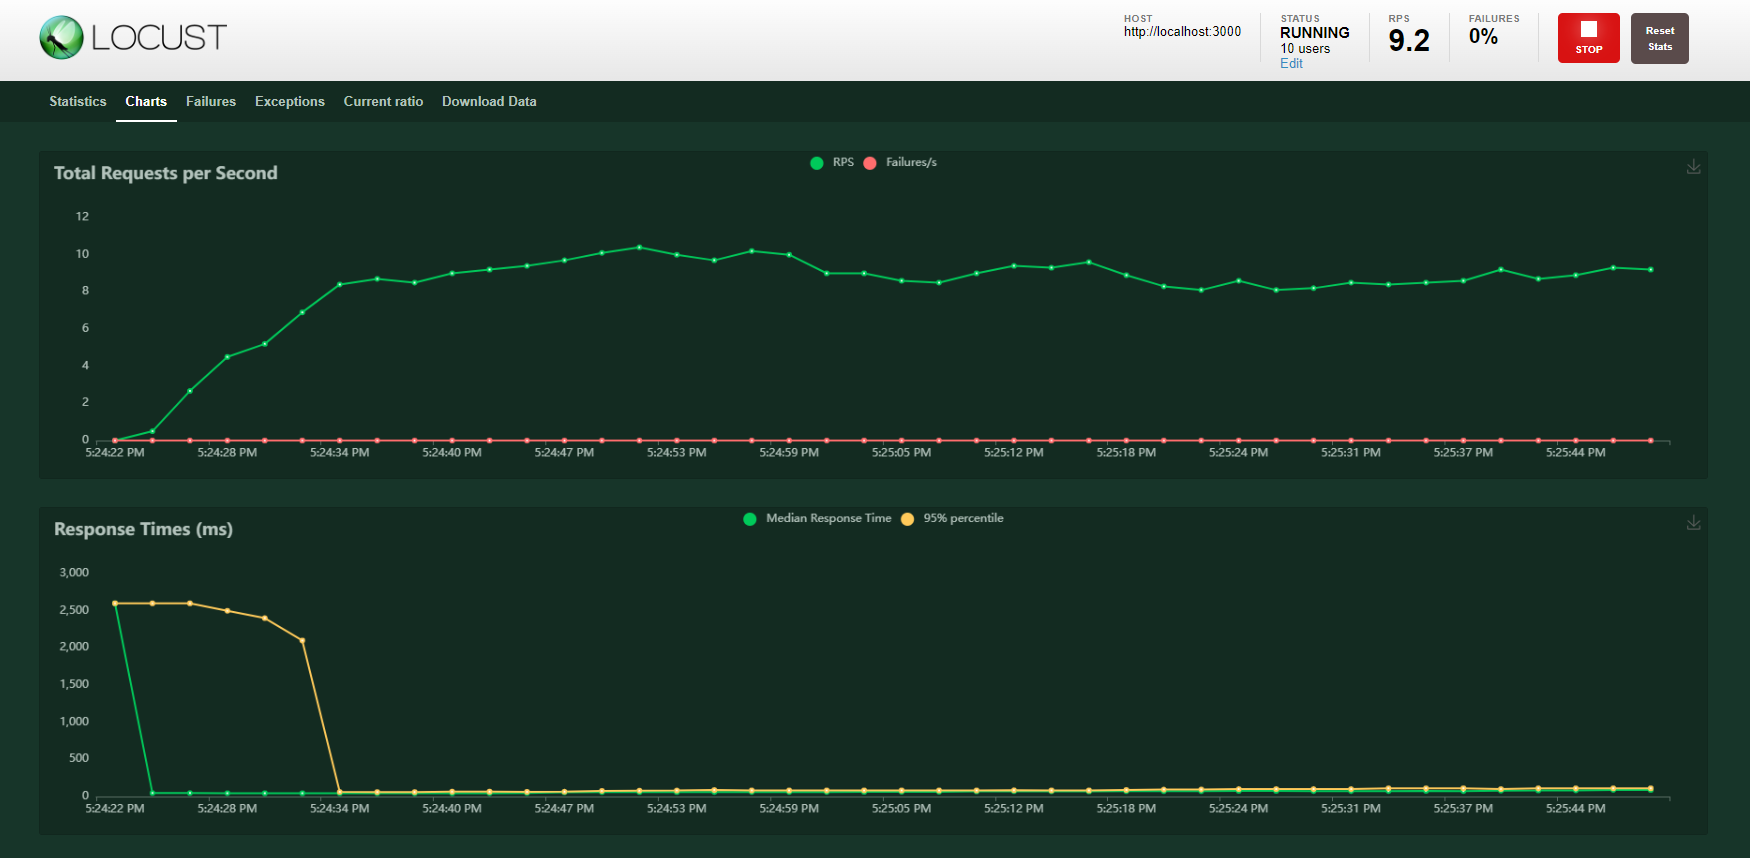 LOCUST
HOST
http://localhost:3000
STATUS
RUNNING
10 users
Edit
RPS
9.2
FAILURES
0%
STOP
Reset
Stats
Statistics Charts Failures Exceptions Current ratio Download Data
Total Requests per Second
RPS Failures/s
12
10
8
6
4
2
0
5:24:22 PM 5:24:28 PM 5:24:34 PM 5:24:40 PM 5:24:47 PM 5:24:53 PM 5:24:59 PM 5:25:05 PM 5:25:12 PM 5:25:18 PM 5:25:24 PM 5:25:31 PM 5:25:37 PM 5:25:44 PM
Response Times (ms)
Median Response Time 95% percentile
3,000
2,500
2,000
1,500
1,000
500
0
5:24:22 PM 5:24:28 PM 5:24:34 PM 5:24:40 PM 5:24:47 PM 5:24:53 PM 5:24:59 PM 5:25:05 PM 5:25:12 PM 5:25:18 PM 5:25:24 PM 5:25:31 PM 5:25:37 PM 5:25:44 PM